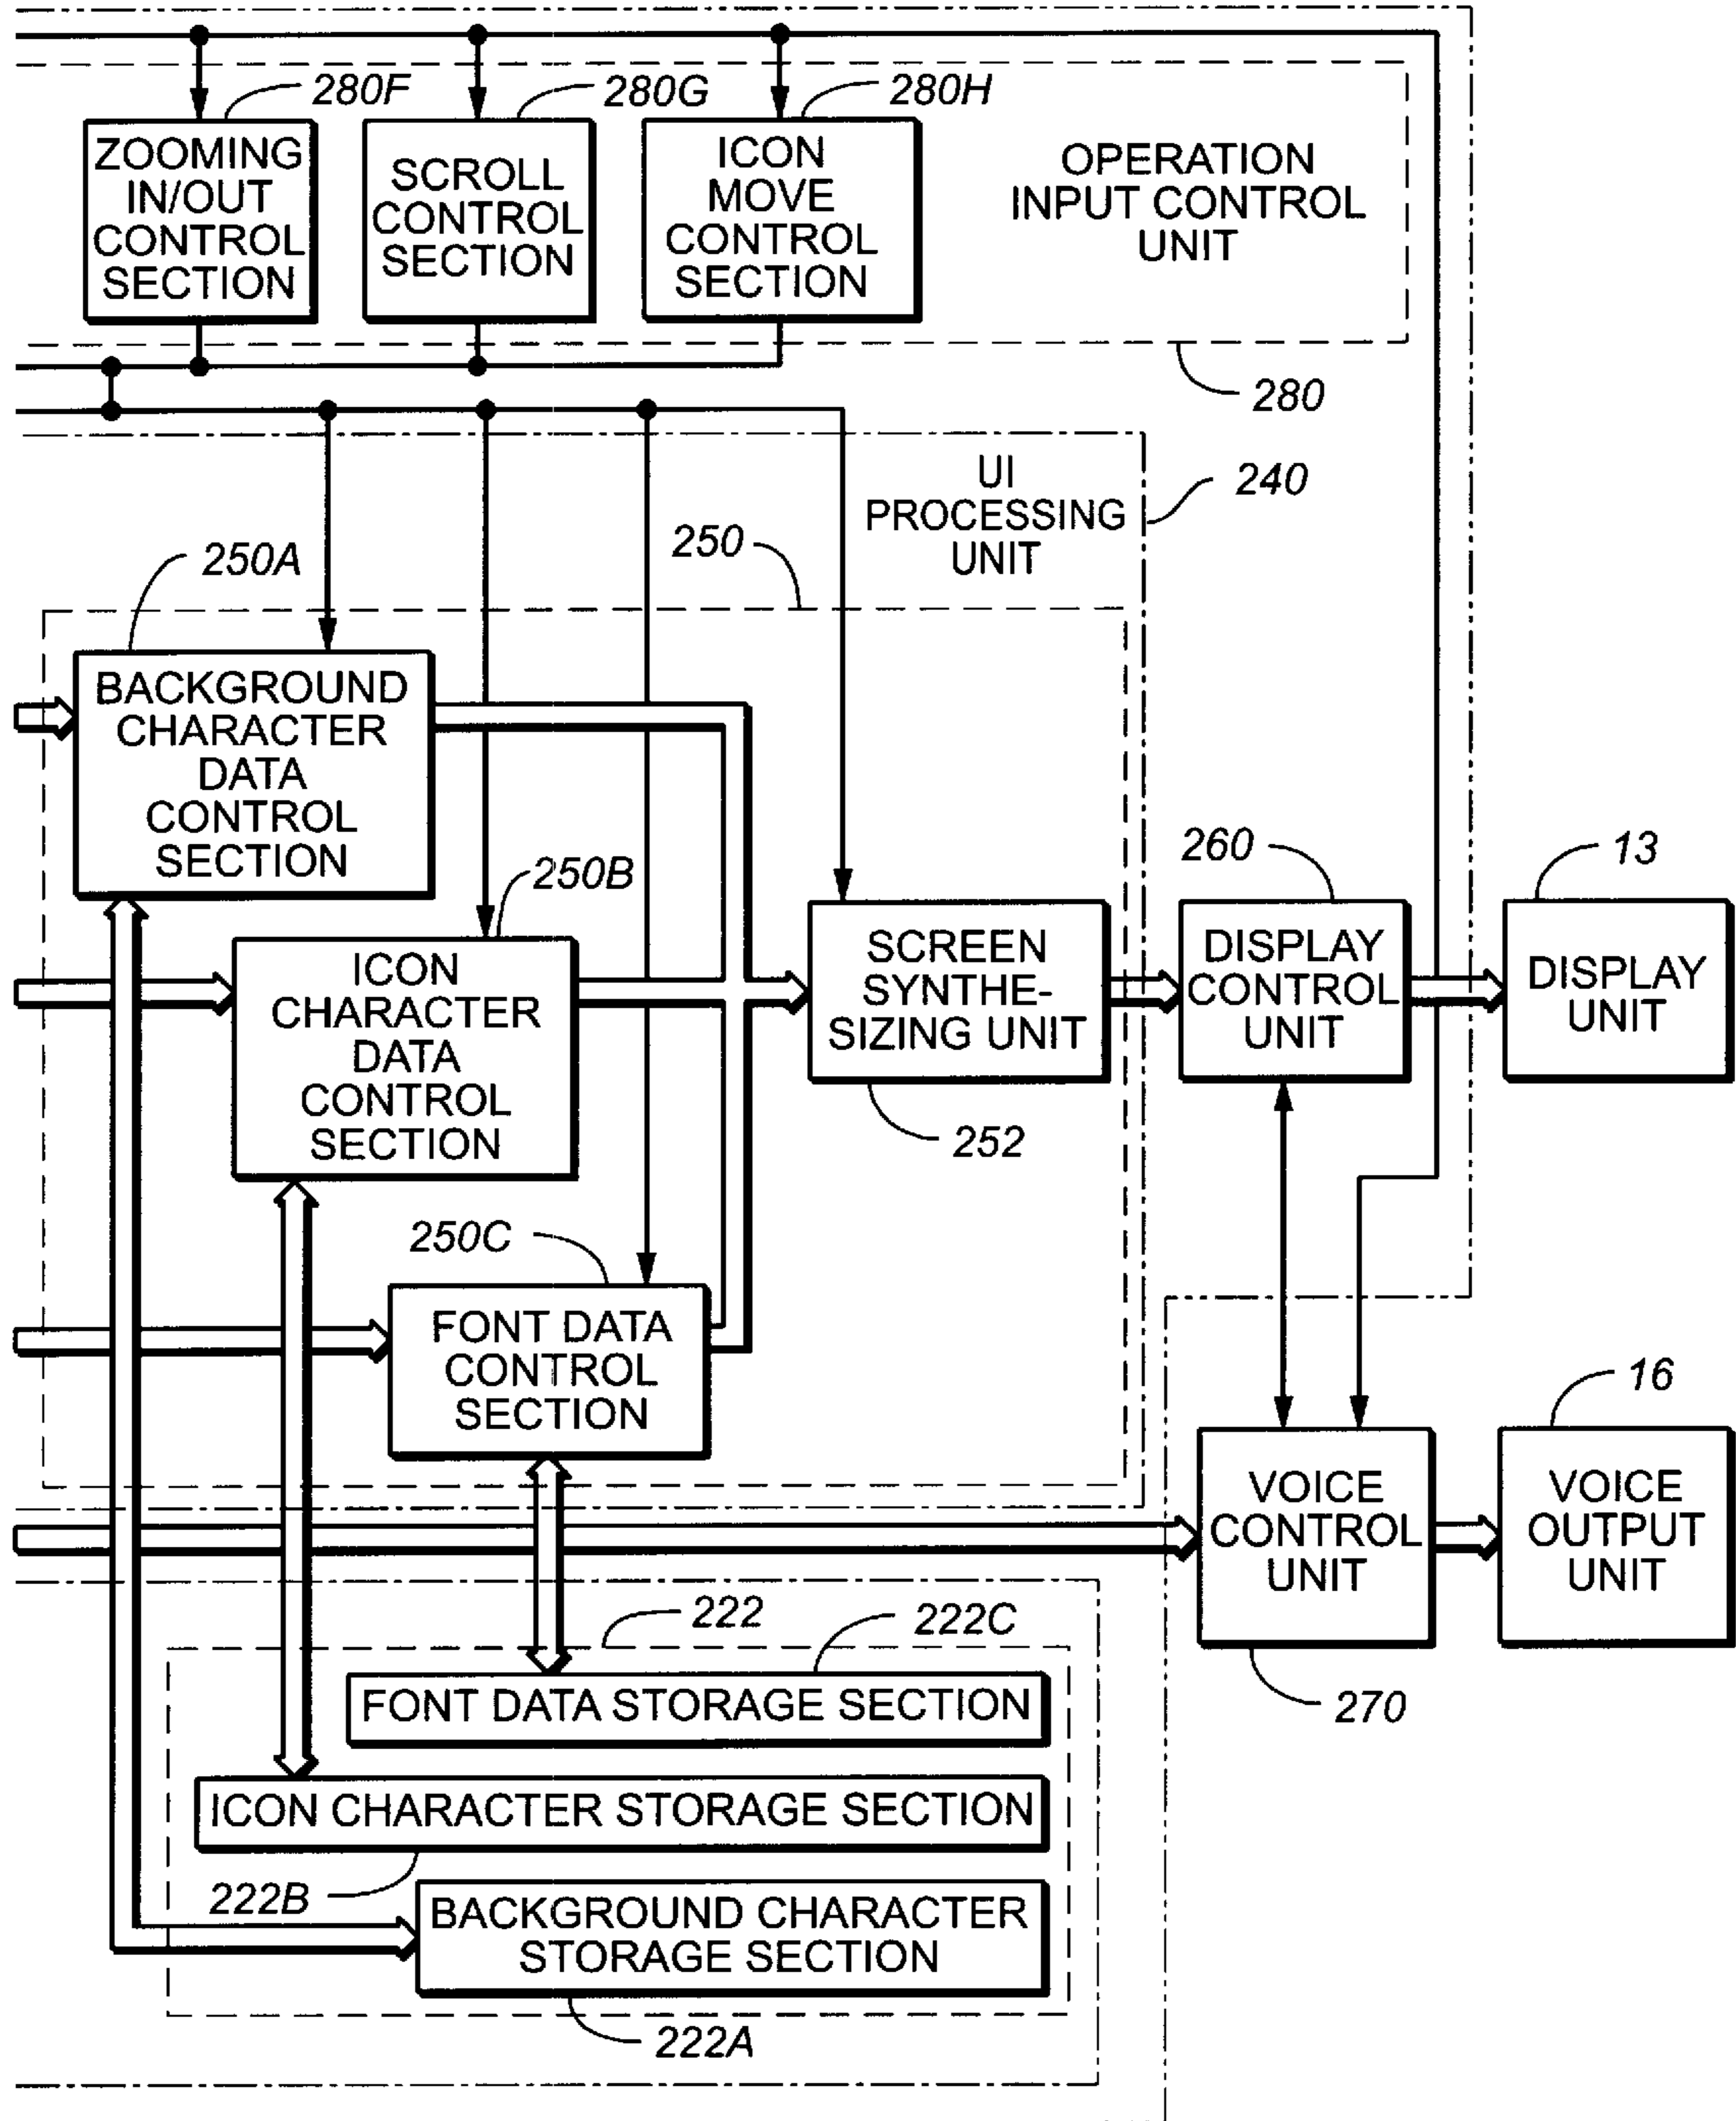 280F
280G
280H
ZOOMING
IN/OUT
CONTROL
SECTION
SCROLL
CONTROL
SECTION
ICON
MOVE
CONTROL
SECTION
OPERATION
INPUT CONTROL
UNIT
280
UI
PROCESSING
UNIT
240
250
250A
BACKGROUND
CHARACTER
DATA
CONTROL
SECTION
250B
ICON
CHARACTER
DATA
CONTROL
SECTION
SCREEN
SYNTHE-
SIZING UNIT
252
260
DISPLAY
CONTROL
UNIT
13
DISPLAY
UNIT
250C
FONT DATA
CONTROL
SECTION
16
VOICE
CONTROL
UNIT
VOICE
OUTPUT
UNIT
270
222
222C
FONT DATA STORAGE SECTION
ICON CHARACTER STORAGE SECTION
222B
BACKGROUND CHARACTER
STORAGE SECTION
222A